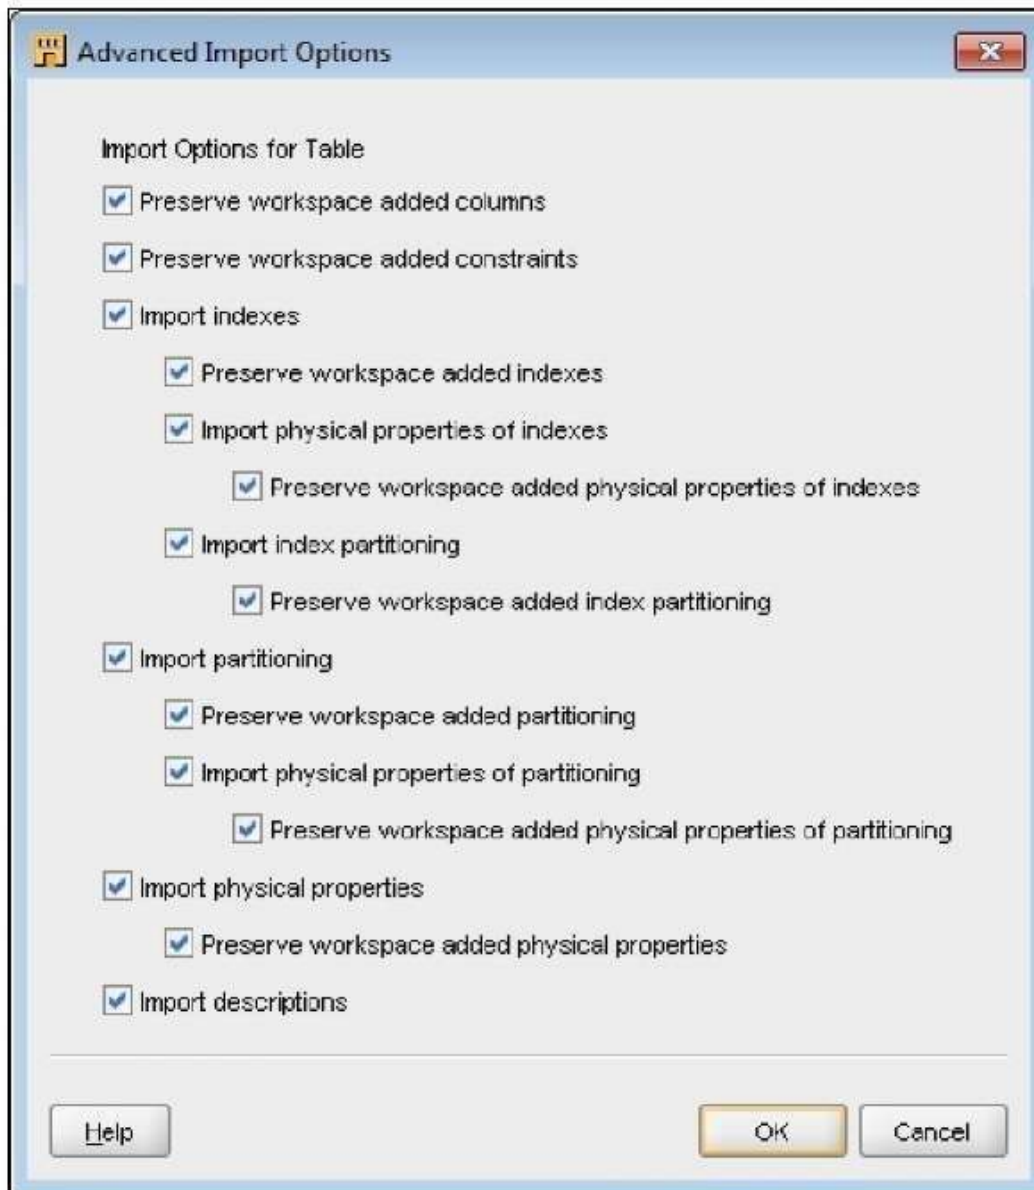 Advanced Import Options
Import Options for Table
Preserve workspace added columns
Preserve workspace added constraints
Import indexes
Preserve workspace added indexes
Import physical properties of indexes
Preserve workspace added physical properties of indexes
Import index partitioning
Preserve workspace added index partitioning
Import partitioning
Preserve workspace added partitioning
Import physical properties of partitioning
Preserve workspace added physical properties of partitioning
Import physical properties
Preserve workspace added physical properties
Import descriptions
Help
OK
Cancel